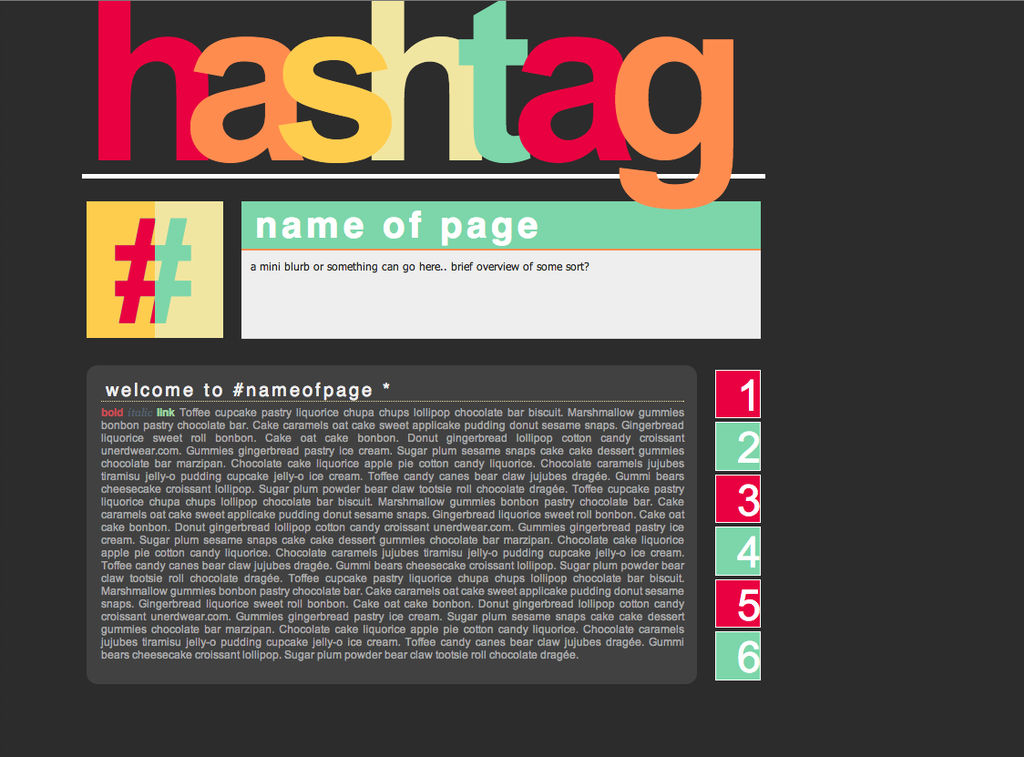 hashtag
##
name of page
a mini blurb or something can go here.. brief overview of some sort?
welcome to #nameofpage *
bold italic link Toffee cupcake pastry liquorice chupa chups lollipop chocolate bar biscuit. Marshmallow gummies
bonbon pastry chocolate bar. Cake caramels oat cake sweet applicake pudding donut sesame snaps. Gingerbread
liquorice sweet roll bonbon. Cake oat cake bonbon. Donut gingerbread lollipop cotton candy croissant
unerdwear.com. Gummies gingerbread pastry ice cream. Sugar plum sesame snaps cake cake dessert gummies
chocolate bar marzipan. Chocolate cake liquorice apple pie cotton candy liquorice. Chocolate caramels jujubes
tiramisu jelly-o pudding cupcake jelly-o ice cream. Toffee candy canes bear claw jujubes dragée. Gummi bears
cheesecake croissant lollipop. Sugar plum powder bear claw tootsie roll chocolate dragée. Toffee cupcake pastry
liquorice chupa chups lollipop chocolate bar biscuit. Marshmallow gummies bonbon pastry chocolate bar. Cake
caramels oat cake sweet applicake pudding donut sesame snaps. Gingerbread liquorice sweet roll bonbon. Cake oat
cake bonbon. Donut gingerbread lollipop cotton candy croissant unerdwear.com. Gummies gingerbread pastry ice
cream. Sugar plum sesame snaps cake cake dessert gummies chocolate bar marzipan. Chocolate cake liquorice
apple pie cotton candy liquorice. Chocolate caramels jujubes tiramisu jelly-o pudding cupcake jelly-o ice cream.
Toffee candy canes bear claw jujubes dragée. Gummi bears cheesecake croissant lollipop. Sugar plum powder bear
claw tootsie roll chocolate dragée. Toffee cupcake pastry liquorice chupa chups lollipop chocolate bar biscuit.
Marshmallow gummies bonbon pastry chocolate bar. Cake caramels oat cake sweet applicake pudding donut sesame
snaps. Gingerbread liquorice sweet roll bonbon. Cake oat cake bonbon. Donut gingerbread lollipop cotton candy
croissant unerdwear.com. Gummies gingerbread pastry ice cream. Sugar plum sesame snaps cake cake dessert
gummies chocolate bar marzipan. Chocolate cake liquorice apple pie cotton candy liquorice. Chocolate caramels
jujubes tiramisu jelly-o pudding cupcake jelly-o ice cream. Toffee candy canes bear claw jujubes dragée. Gummi
bears cheesecake croissant lollipop. Sugar plum powder bear claw tootsie roll chocolate dragée.
1
2
3
4
5
6